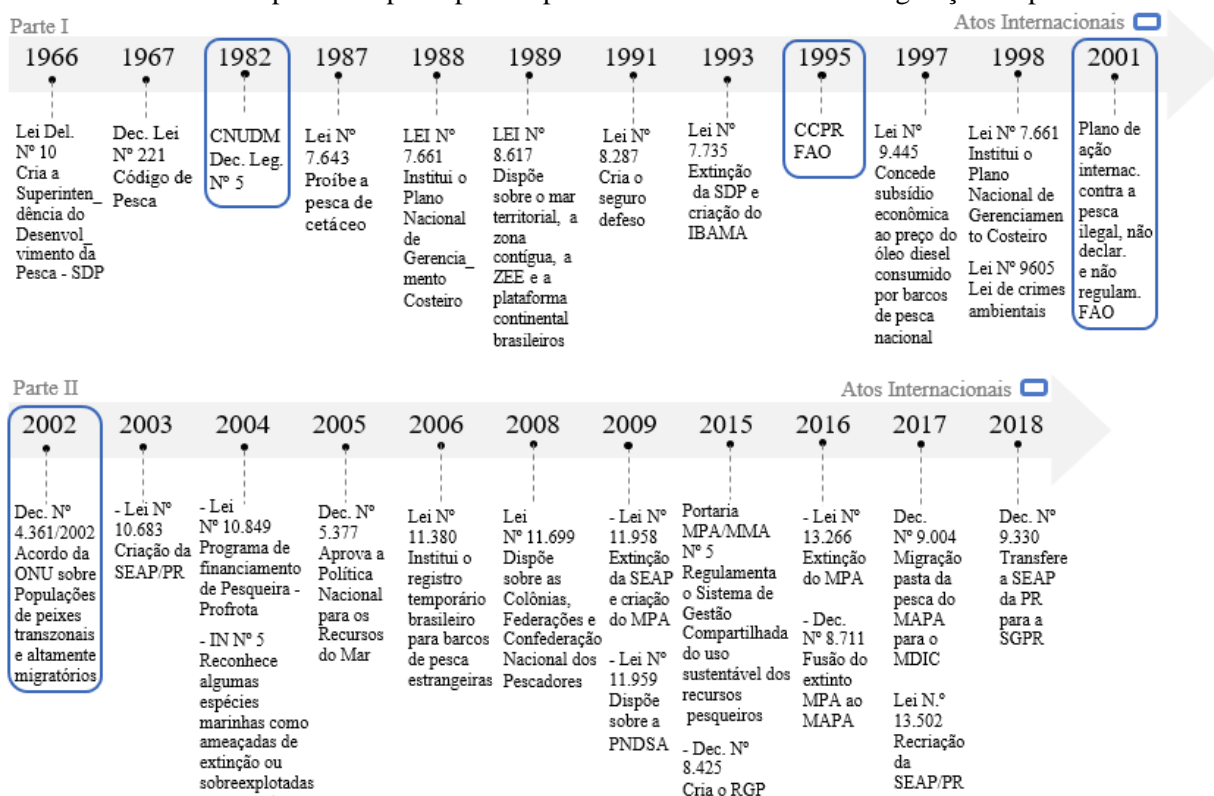 Parte I
Atos Internacionais
1966
1967
1982
1987
1988
1989
1991
1993
1995
1997
1998
2001
Lei Del.
Nº 10
Cria a
Superinten_
dência do
Desenvol_
vimento da
Pesca - SDP
Dec. Lei
Nº 221
Código de
Pesca
CNUDM
Dec. Leg.
Nº 5
Lei Nº
7.643
Proíbe a
pesca de
cetáceo
LEI Nº
7.661
Institui o
Plano
Nacional
de
Gerencia_
mento
Costeiro
LEI Nº
8.617
Dispõe
sobre o mar
territorial, a
zona
contígua, a
ZEE e a
plataforma
continental
brasileiros
Lei Nº
8.287
Cria o
seguro
defeso
Lei Nº
7.735
Extinção
da SDP e
criação do
IBAMA
CCPR
FAO
Lei Nº
9.445
Concede
subsídio
econômica
ao preço do
óleo diesel
consumido
por barcos
de pesca
nacional
Lei Nº 7.661
Institui o
Plano
Nacional de
Gerenciamen
to Costeiro
Lei Nº 9605
Lei de crimes
ambientais
Plano de
ação
internac.
contra a
pesca
ilegal, não
declar.
e não
regulam.
FAO
Parte II
Atos Internacionais
2002
2003
2004
2005
2006
2008
2009
2015
2016
2017
2018
Dec. Nº
4.361/2002
Acordo da
ONU sobre
Populações
de peixes
transzonais
e altamente
migratórios
- Lei Nº
10.683
Criação da
SEAP/PR
- Lei
Nº 10.849
Programa de
financiamento
de Pesqueira -
Profrota
- IN Nº 5
Reconhece
algumas
espécies
marinhas como
ameaçadas de
extinção ou
sobreexplotadas
Dec. Nº
5.377
Aprova a
Política
Nacional
para os
Recursos
do Mar
Lei Nº
11.380
Institui o
registro
temporário
brasileiro
para barcos
de pesca
estrangeiras
Lei
Nº 11.699
Dispõe
sobre as
Colônias,
Federações e
Confederação
Nacional dos
Pescadores
- Lei Nº
11.958
Extinção
da SEAP
e criação
do MPA
- Lei Nº
11.959
Dispõe
sobre a
PNDSA
Portaria
MPA/MMA
Nº 5
Regulamenta
o Sistema de
Gestão
Compartilhada
do uso
sustentável dos
recursos
pesqueiros
- Dec. Nº
8.425
Cria o RGP
- Lei Nº
13.266
Extinção
do MPA
- Dec.
Nº 8.711
Fusão do
extinto
MPA ao
MAPA
Dec.
Nº 9.004
Migração
pasta da
pesca do
MAPA
para o
MDIC
Lei N.º
13.502
Recriação
da
SEAP/PR
Dec. Nº
9.330
Transfere
a SEAP
da PR
para a
SGPR